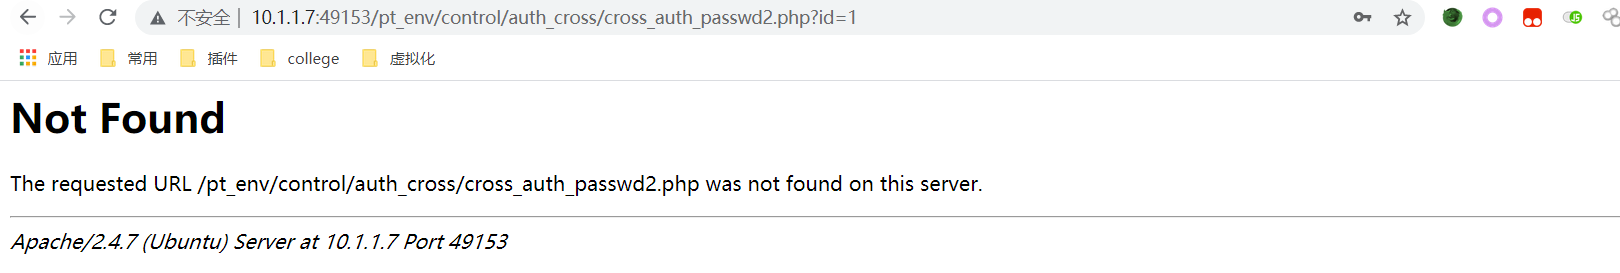 不安全 | 10.1.1.7:49153/pt_env/control/auth_cross/cross_auth_passwd2.php?id=1
应用 常用 插件 college 虚拟化
Not Found
The requested URL /pt_env/control/auth_cross/cross_auth_passwd2.php was not found on this server.
Apache/2.4.7 (Ubuntu) Server at 10.1.1.7 Port 49153